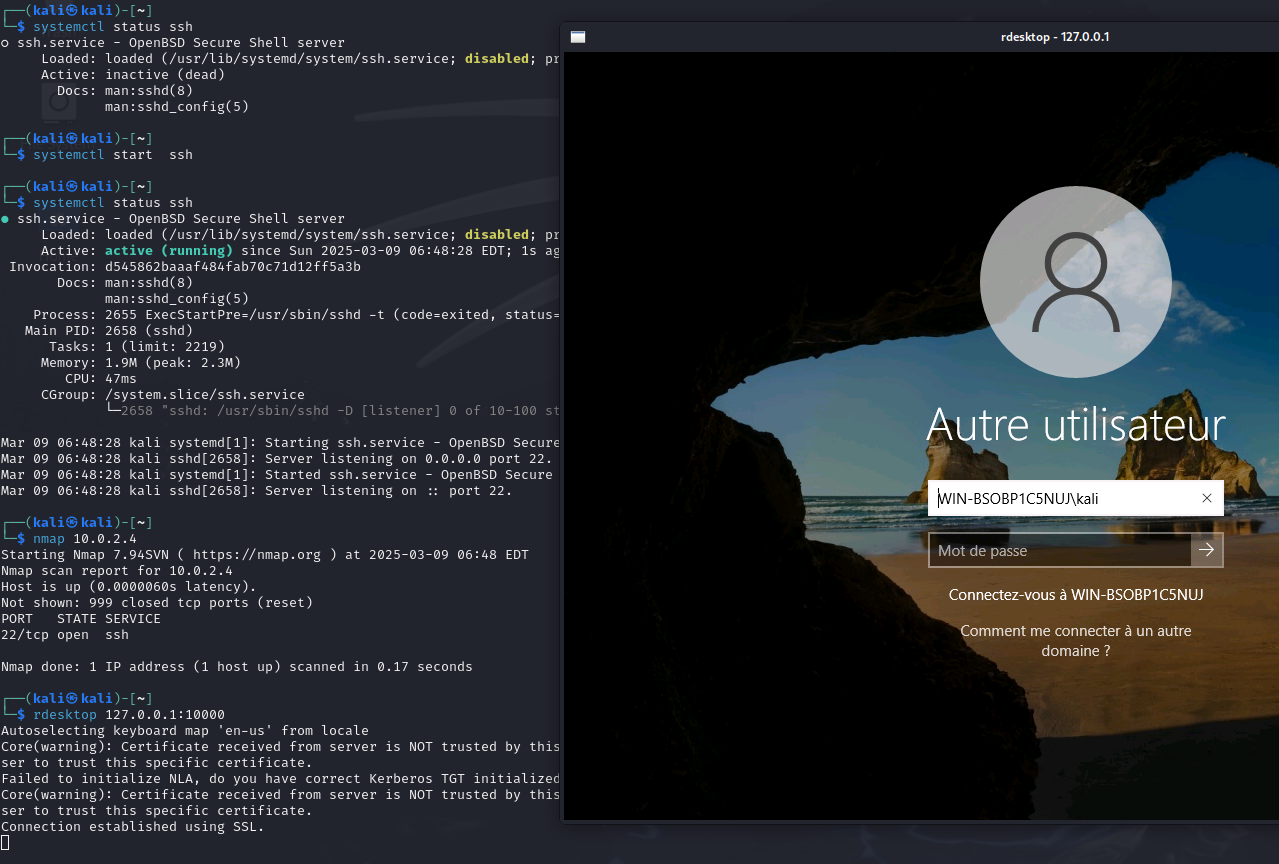 ┌──(kali㉿kali)-[~]
└─$ systemctl status ssh
○ ssh.service - OpenBSD Secure Shell server
     Loaded: loaded (/usr/lib/systemd/system/ssh.service; disabled; pr
     Active: inactive (dead)
       Docs: man:sshd(8)
             man:sshd_config(5)
┌──(kali㉿kali)-[~]
└─$ systemctl start  ssh
┌──(kali㉿kali)-[~]
└─$ systemctl status ssh
● ssh.service - OpenBSD Secure Shell server
     Loaded: loaded (/usr/lib/systemd/system/ssh.service; disabled; pr
     Active: active (running) since Sun 2025-03-09 06:48:28 EDT; 1s ag
 Invocation: d545862baaaf484fab70c71d12ff5a3b
       Docs: man:sshd(8)
             man:sshd_config(5)
    Process: 2655 ExecStartPre=/usr/sbin/sshd -t (code=exited, status=
   Main PID: 2658 (sshd)
      Tasks: 1 (limit: 2219)
     Memory: 1.9M (peak: 2.3M)
        CPU: 47ms
     CGroup: /system.slice/ssh.service
             └─2658 "sshd: /usr/sbin/sshd -D [listener] 0 of 10-100 st
Mar 09 06:48:28 kali systemd[1]: Starting ssh.service - OpenBSD Secure
Mar 09 06:48:28 kali sshd[2658]: Server listening on 0.0.0.0 port 22.
Mar 09 06:48:28 kali systemd[1]: Started ssh.service - OpenBSD Secure
Mar 09 06:48:28 kali sshd[2658]: Server listening on :: port 22.
┌──(kali㉿kali)-[~]
└─$ nmap 10.0.2.4
Starting Nmap 7.94SVN ( https://nmap.org ) at 2025-03-09 06:48 EDT
Nmap scan report for 10.0.2.4
Host is up (0.0000060s latency).
Not shown: 999 closed tcp ports (reset)
PORT   STATE SERVICE
22/tcp open  ssh
Nmap done: 1 IP address (1 host up) scanned in 0.17 seconds
┌──(kali㉿kali)-[~]
└─$ rdesktop 127.0.0.1:10000
Autoselecting keyboard map 'en-us' from locale
Core(warning): Certificate received from server is NOT trusted by this
ser to trust this specific certificate.
Failed to initialize NLA, do you have correct Kerberos TGT initialized
Core(warning): Certificate received from server is NOT trusted by this
ser to trust this specific certificate.
Connection established using SSL.
rdesktop - 127.0.0.1
Autre utilisateur
WIN-BSOBP1C5NUJ\kali
Mot de passe
Connectez-vous à WIN-BSOBP1C5NUJ
Comment me connecter à un autre
domaine ?